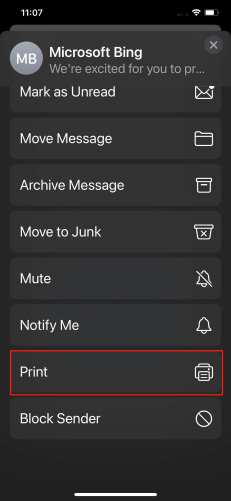 11:07
MB
Microsoft Bing
We're excited for you to pr...
Mark as Unread
Move Message
Archive Message
Move to Junk
Mute
Notify Me
Print
Block Sender